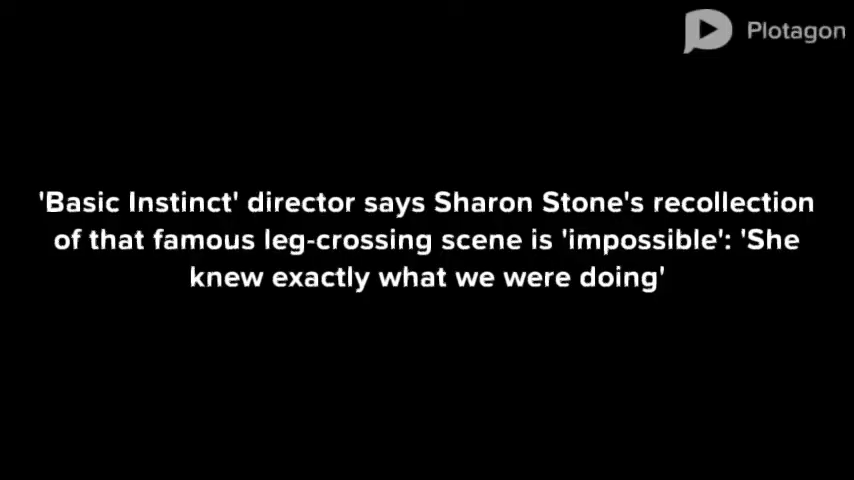 Plotagon
'Basic Instinct' director says Sharon Stone's recollection
of that famous leg-crossing scene is 'impossible': 'She
knew exactly what we were doing'